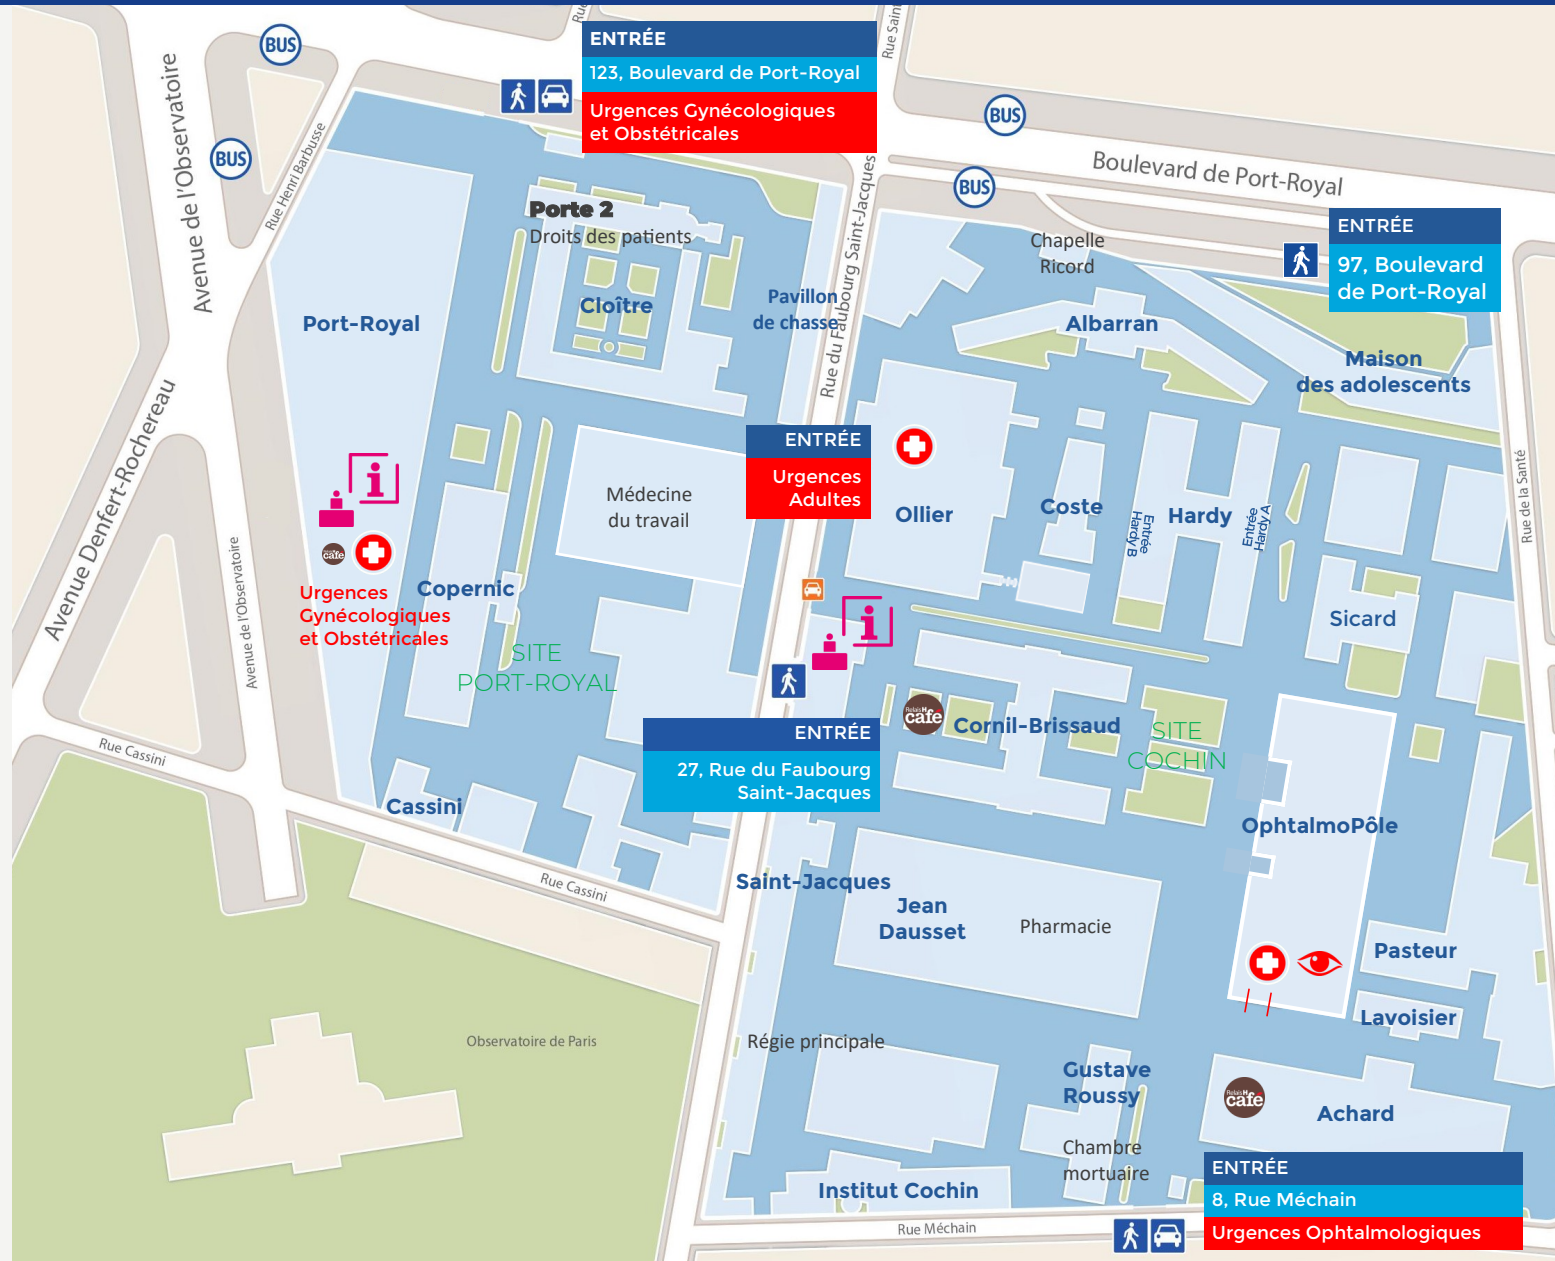 BUS
BUS
BUS
BUS
Avenue de l'Observatoire
Rue Henri Barbusse
ENTRÉE
123, Boulevard de Port-Royal
Urgences Gynécologiques
et Obstétricales
Boulevard de Port-Royal
ENTRÉE
97, Boulevard
de Port-Royal
Porte 2
Droits des patients
Cloître
Port-Royal
Pavillon
de chasse
Rue du Faubourg Saint-Jacques
Chapelle
Ricord
Albarran
Maison
des adolescents
Avenue Denfert-Rochereau
Avenue de l'Observatoire
i
cafe
Urgences
Gynécologiques
et Obstétricales
Copernic
Médecine
du travail
SITE
PORT-ROYAL
ENTRÉE
Urgences
Adultes
Ollier
Coste
Entrée
Hardy B
Hardy
Entrée
Hardy A
Rue de la Santé
Sicard
i
Relais H
cafe
Cornil-Brissaud
SITE
COCHIN
ENTRÉE
27, Rue du Faubourg
Saint-Jacques
Rue Cassini
Cassini
Rue Cassini
Saint-Jacques
Jean
Dausset
Pharmacie
OphtalmoPôle
Pasteur
Lavoisier
Observatoire de Paris
Régie principale
Gustave
Roussy
Relais H
cafe
Achard
Chambre
mortuaire
Institut Cochin
Rue Méchain
ENTRÉE
8, Rue Méchain
Urgences Ophtalmologiques